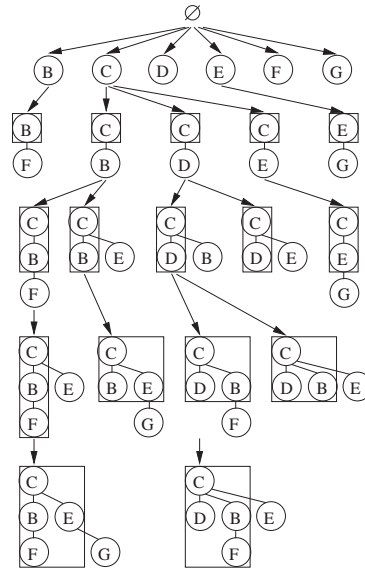 ∅
B C D E F G
B C C C E
F B D E G
C C C C C
B B E D B D E E
F G
C C C C
B E B E D B D B E
F G F
C C
B E D B E
F G F